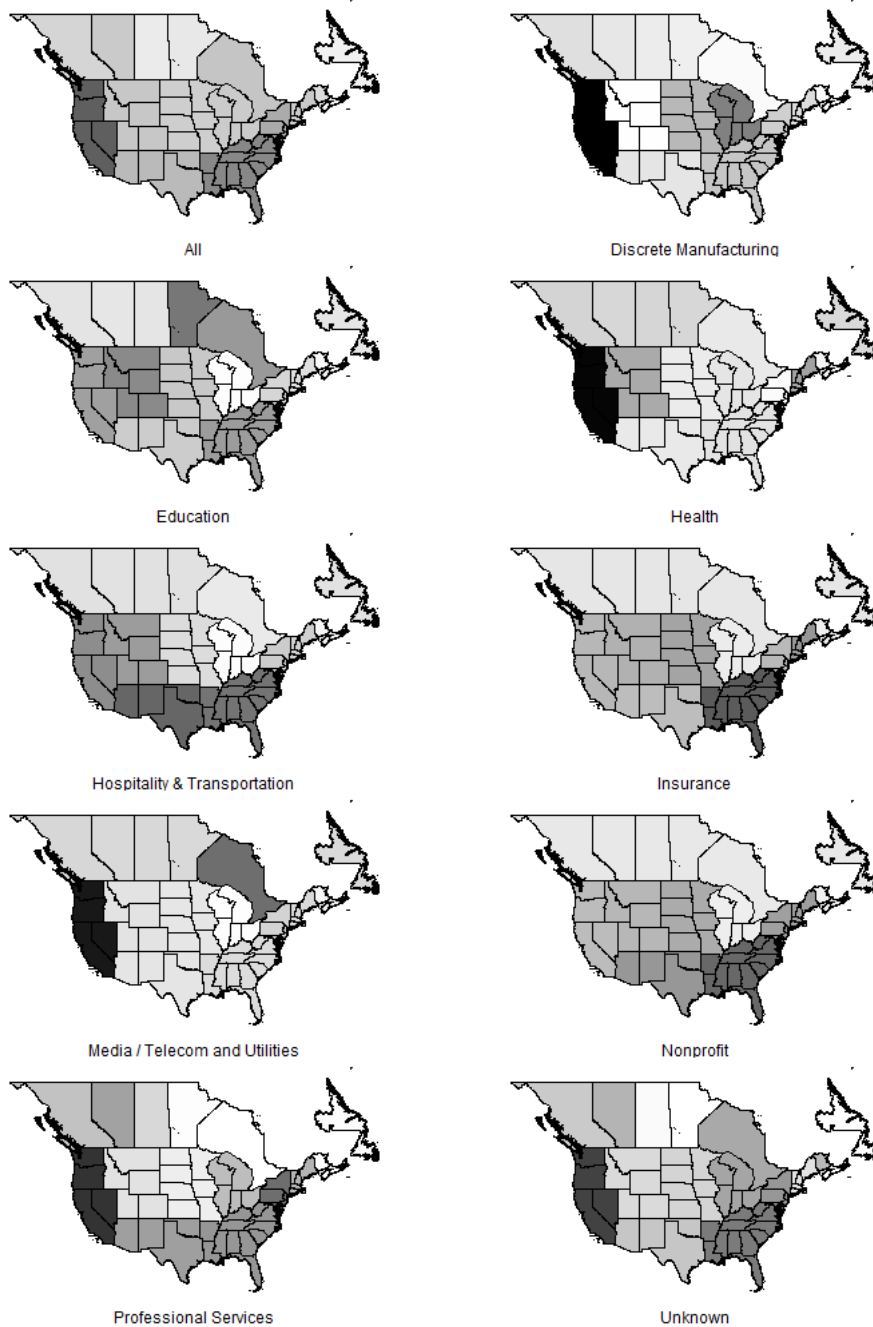 All
Discrete Manufacturing
Education
Health
Hospitality & Transportation
Insurance
Media / Telecom and Utilities
Nonprofit
Professional Services
Unknown